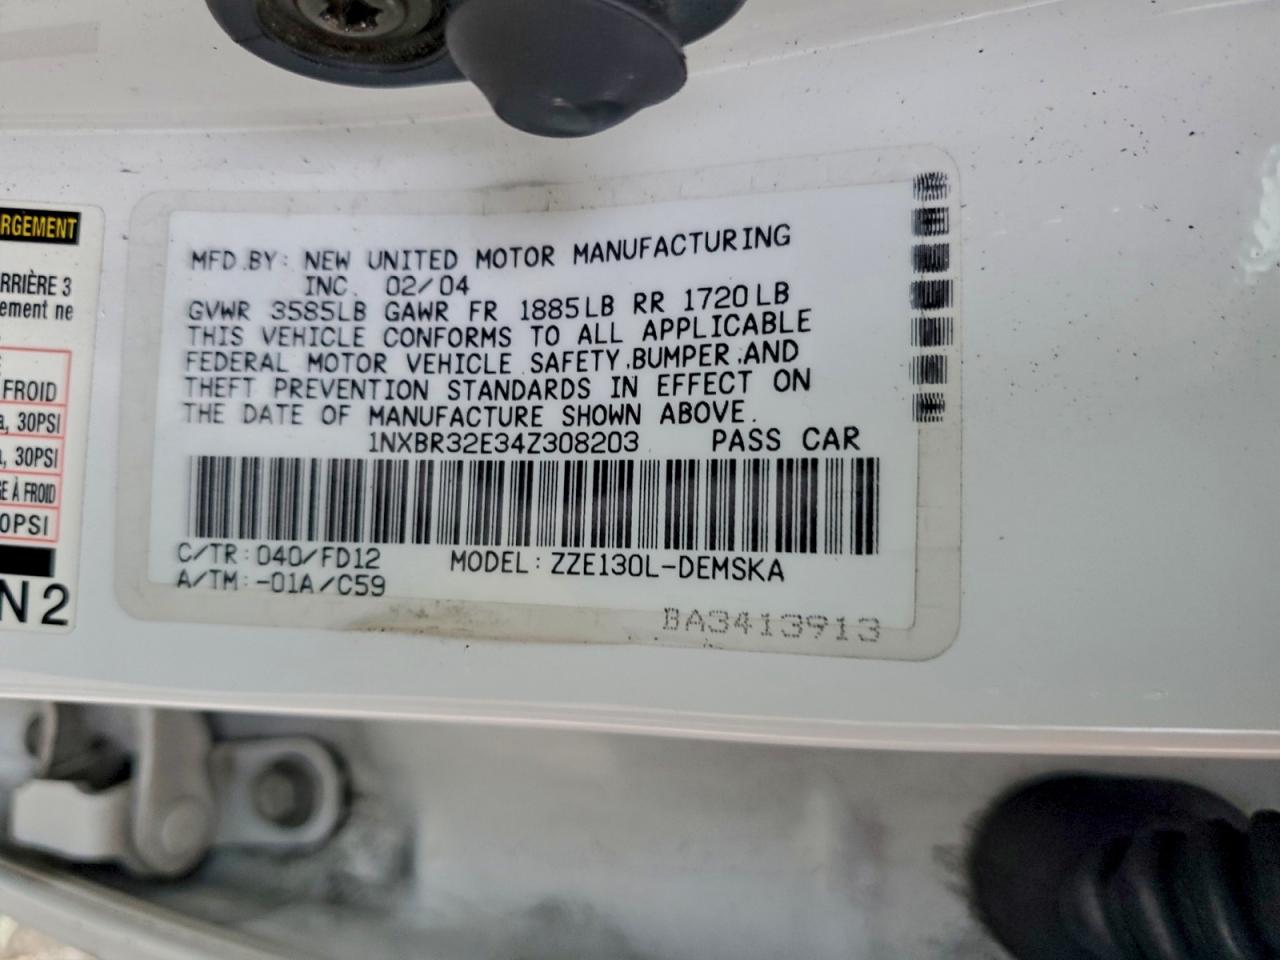 RGEMENT
RRIÈRE 3
ement ne
FROID
a, 30PSI
a, 30PSI
E À FROID
0PSI
N2
MFD.BY: NEW UNITED MOTOR MANUFACTURING
INC. 02/04
GVWR 3585LB GAWR FR 1885LB RR 1720LB
THIS VEHICLE CONFORMS TO ALL APPLICABLE
FEDERAL MOTOR VEHICLE SAFETY,BUMPER,AND
THEFT PREVENTION STANDARDS IN EFFECT ON
THE DATE OF MANUFACTURE SHOWN ABOVE.
1NXBR32E34Z308203 PASS CAR
C/TR:040/FD12 MODEL:ZZE130L-DEMSKA
A/TM:-01A/C59
BA3413913